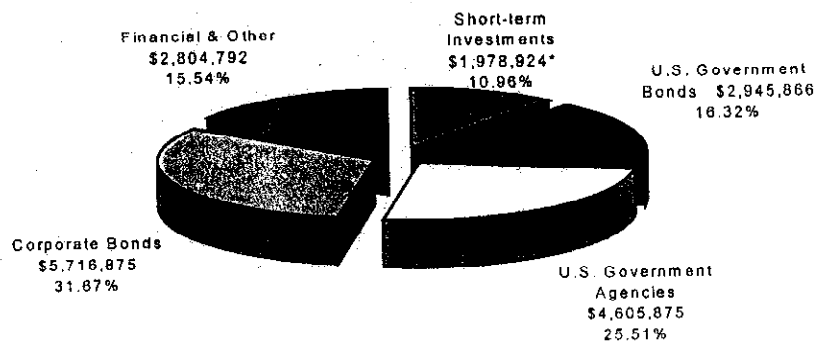 Financial & Other
$2,804,792
15.54%
Short-term
Investments
$1,978,924*
10.96%
U.S. Government
Bonds $2,945,866
16.32%
Corporate Bonds
$5,716,875
31.67%
U.S. Government
Agencies
$4,605,875
25.51%